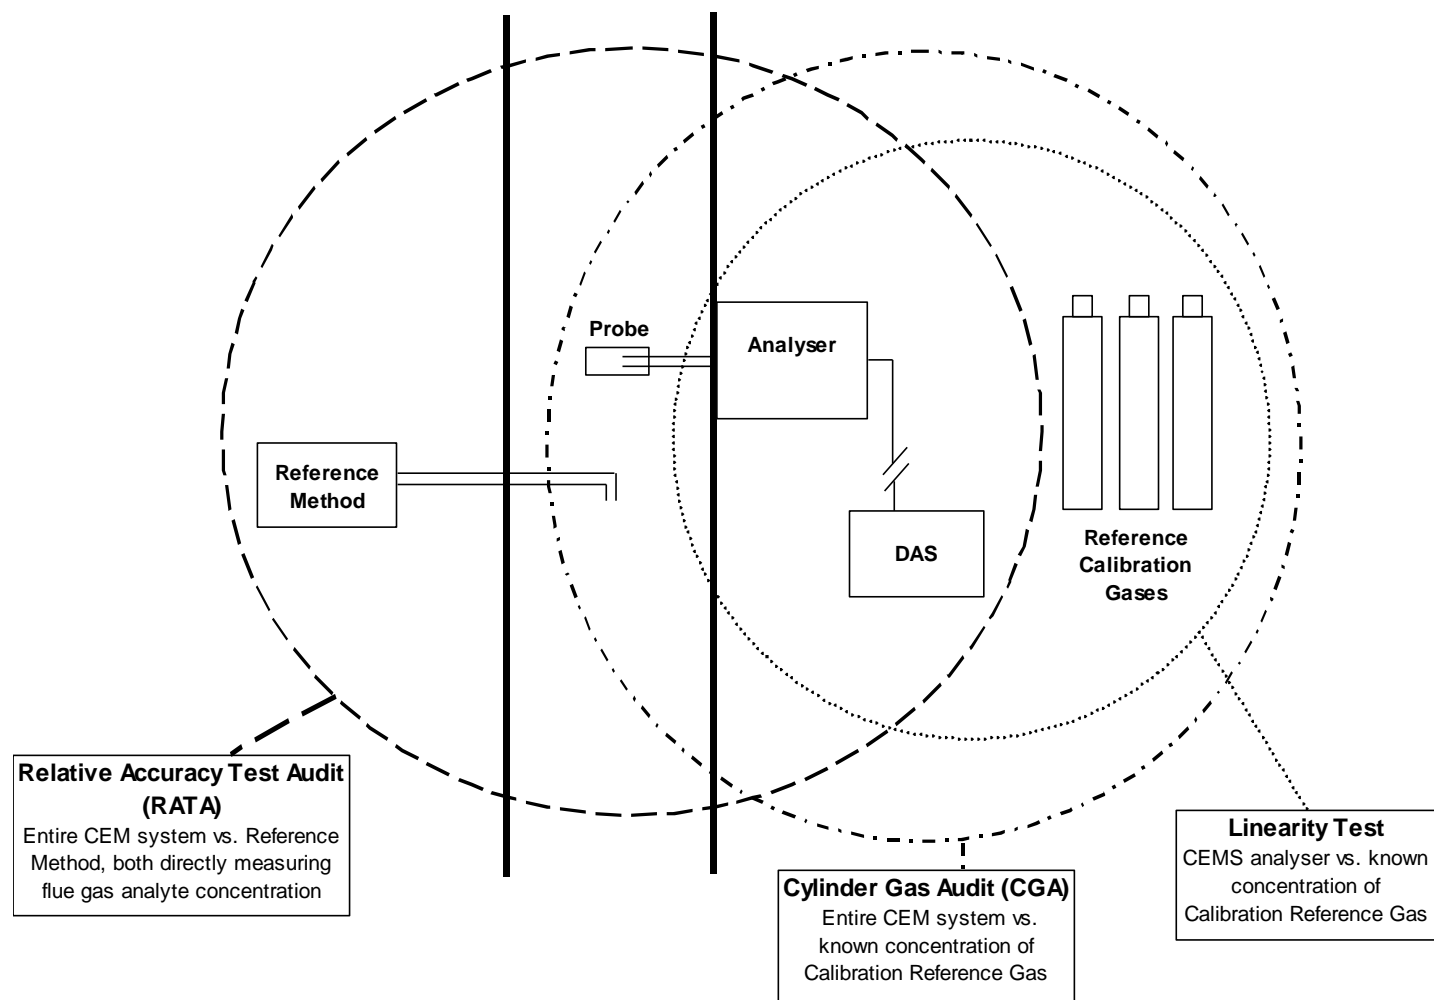 Probe
Analyser
Reference
Method
DAS
Reference
Calibration
Gases
Relative Accuracy Test Audit
(RATA)
Entire CEM system vs. Reference
Method, both directly measuring
flue gas analyte concentration
Cylinder Gas Audit (CGA)
Entire CEM system vs.
known concentration of
Calibration Reference Gas
Linearity Test
CEMS analyser vs. known
concentration of
Calibration Reference Gas